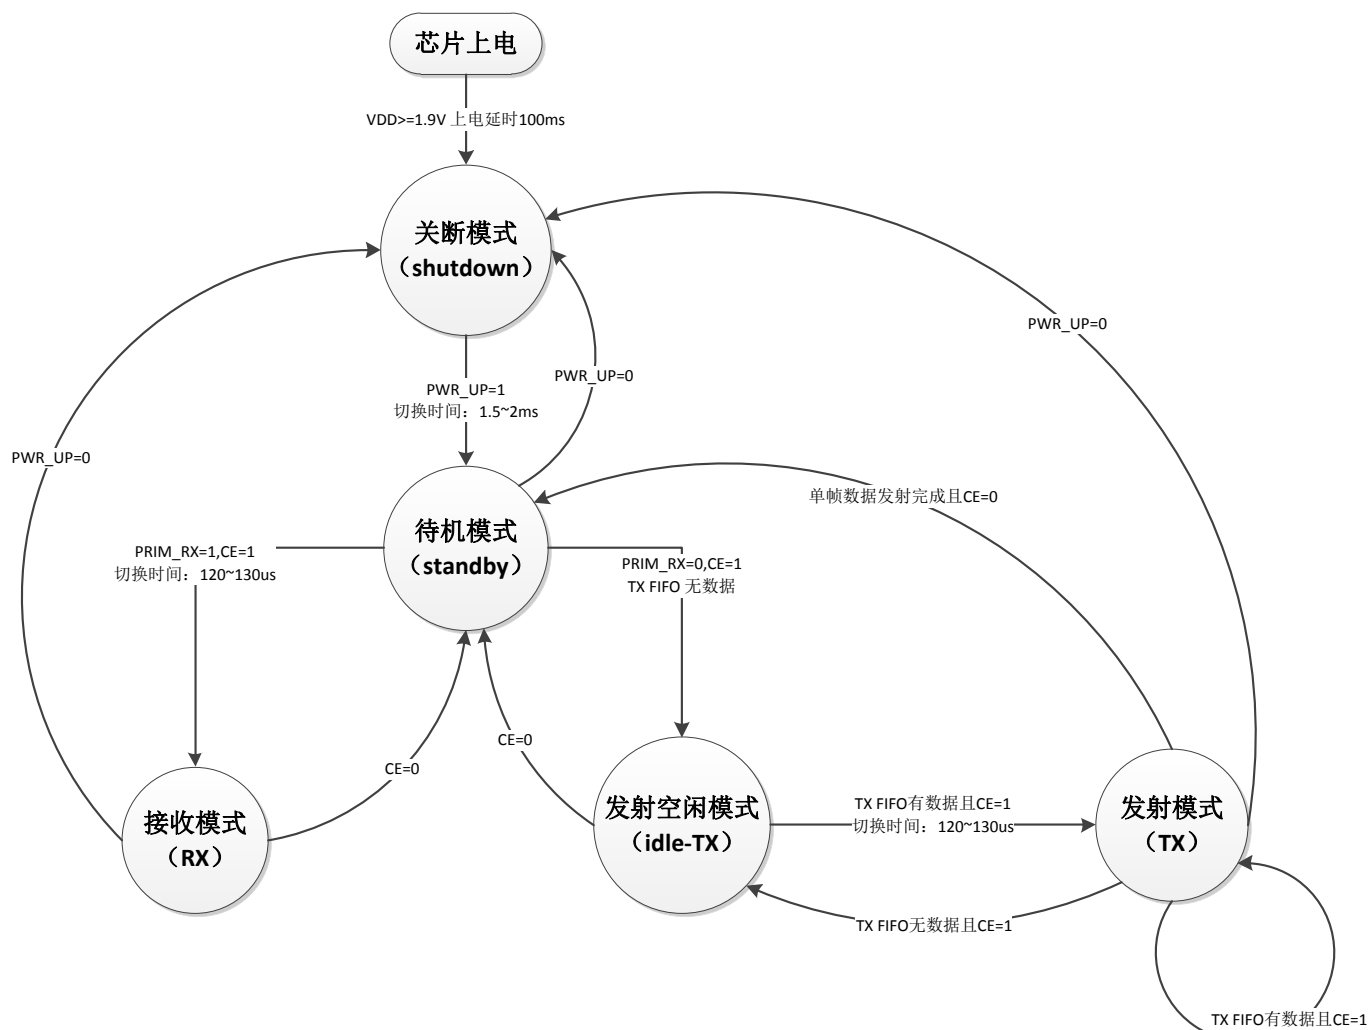 芯片上电
VDD>=1.9V 上电延时100ms
关断模式
（shutdown）
PWR_UP=0
PWR_UP=0
PWR_UP=1
切换时间：1.5~2ms
PWR_UP=0
单帧数据发射完成且CE=0
待机模式
（standby）
PRIM_RX=1,CE=1
切换时间：120~130us
PRIM_RX=0,CE=1
TX FIFO 无数据
CE=0
CE=0
接收模式
（RX）
发射空闲模式
（idle-TX）
TX FIFO有数据且CE=1
切换时间：120~130us
发射模式
（TX）
TX FIFO无数据且CE=1
TX FIFO有数据且CE=1